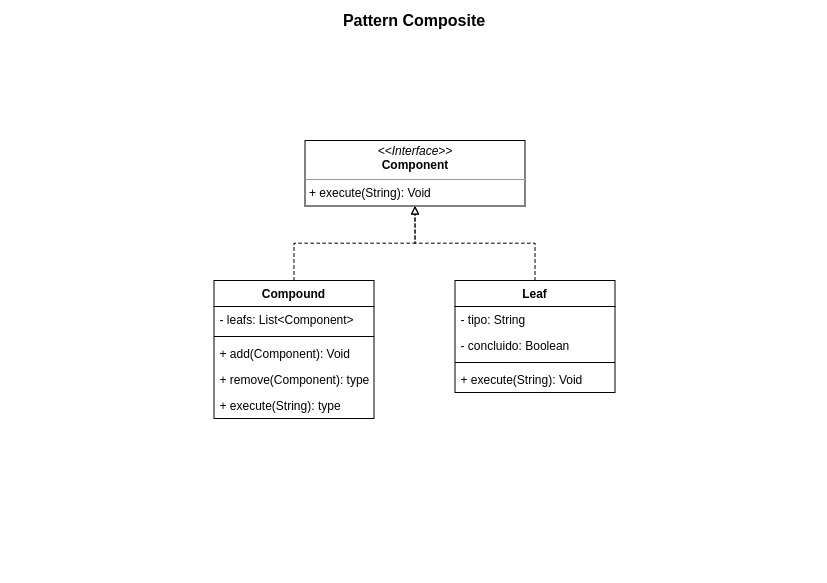 Pattern Composite
<<Interface>>
Component
+ execute(String): Void
Compound
- leafs: List<Component>
+ add(Component): Void
+ remove(Component): type
+ execute(String): type
Leaf
- tipo: String
- concluido: Boolean
+ execute(String): Void